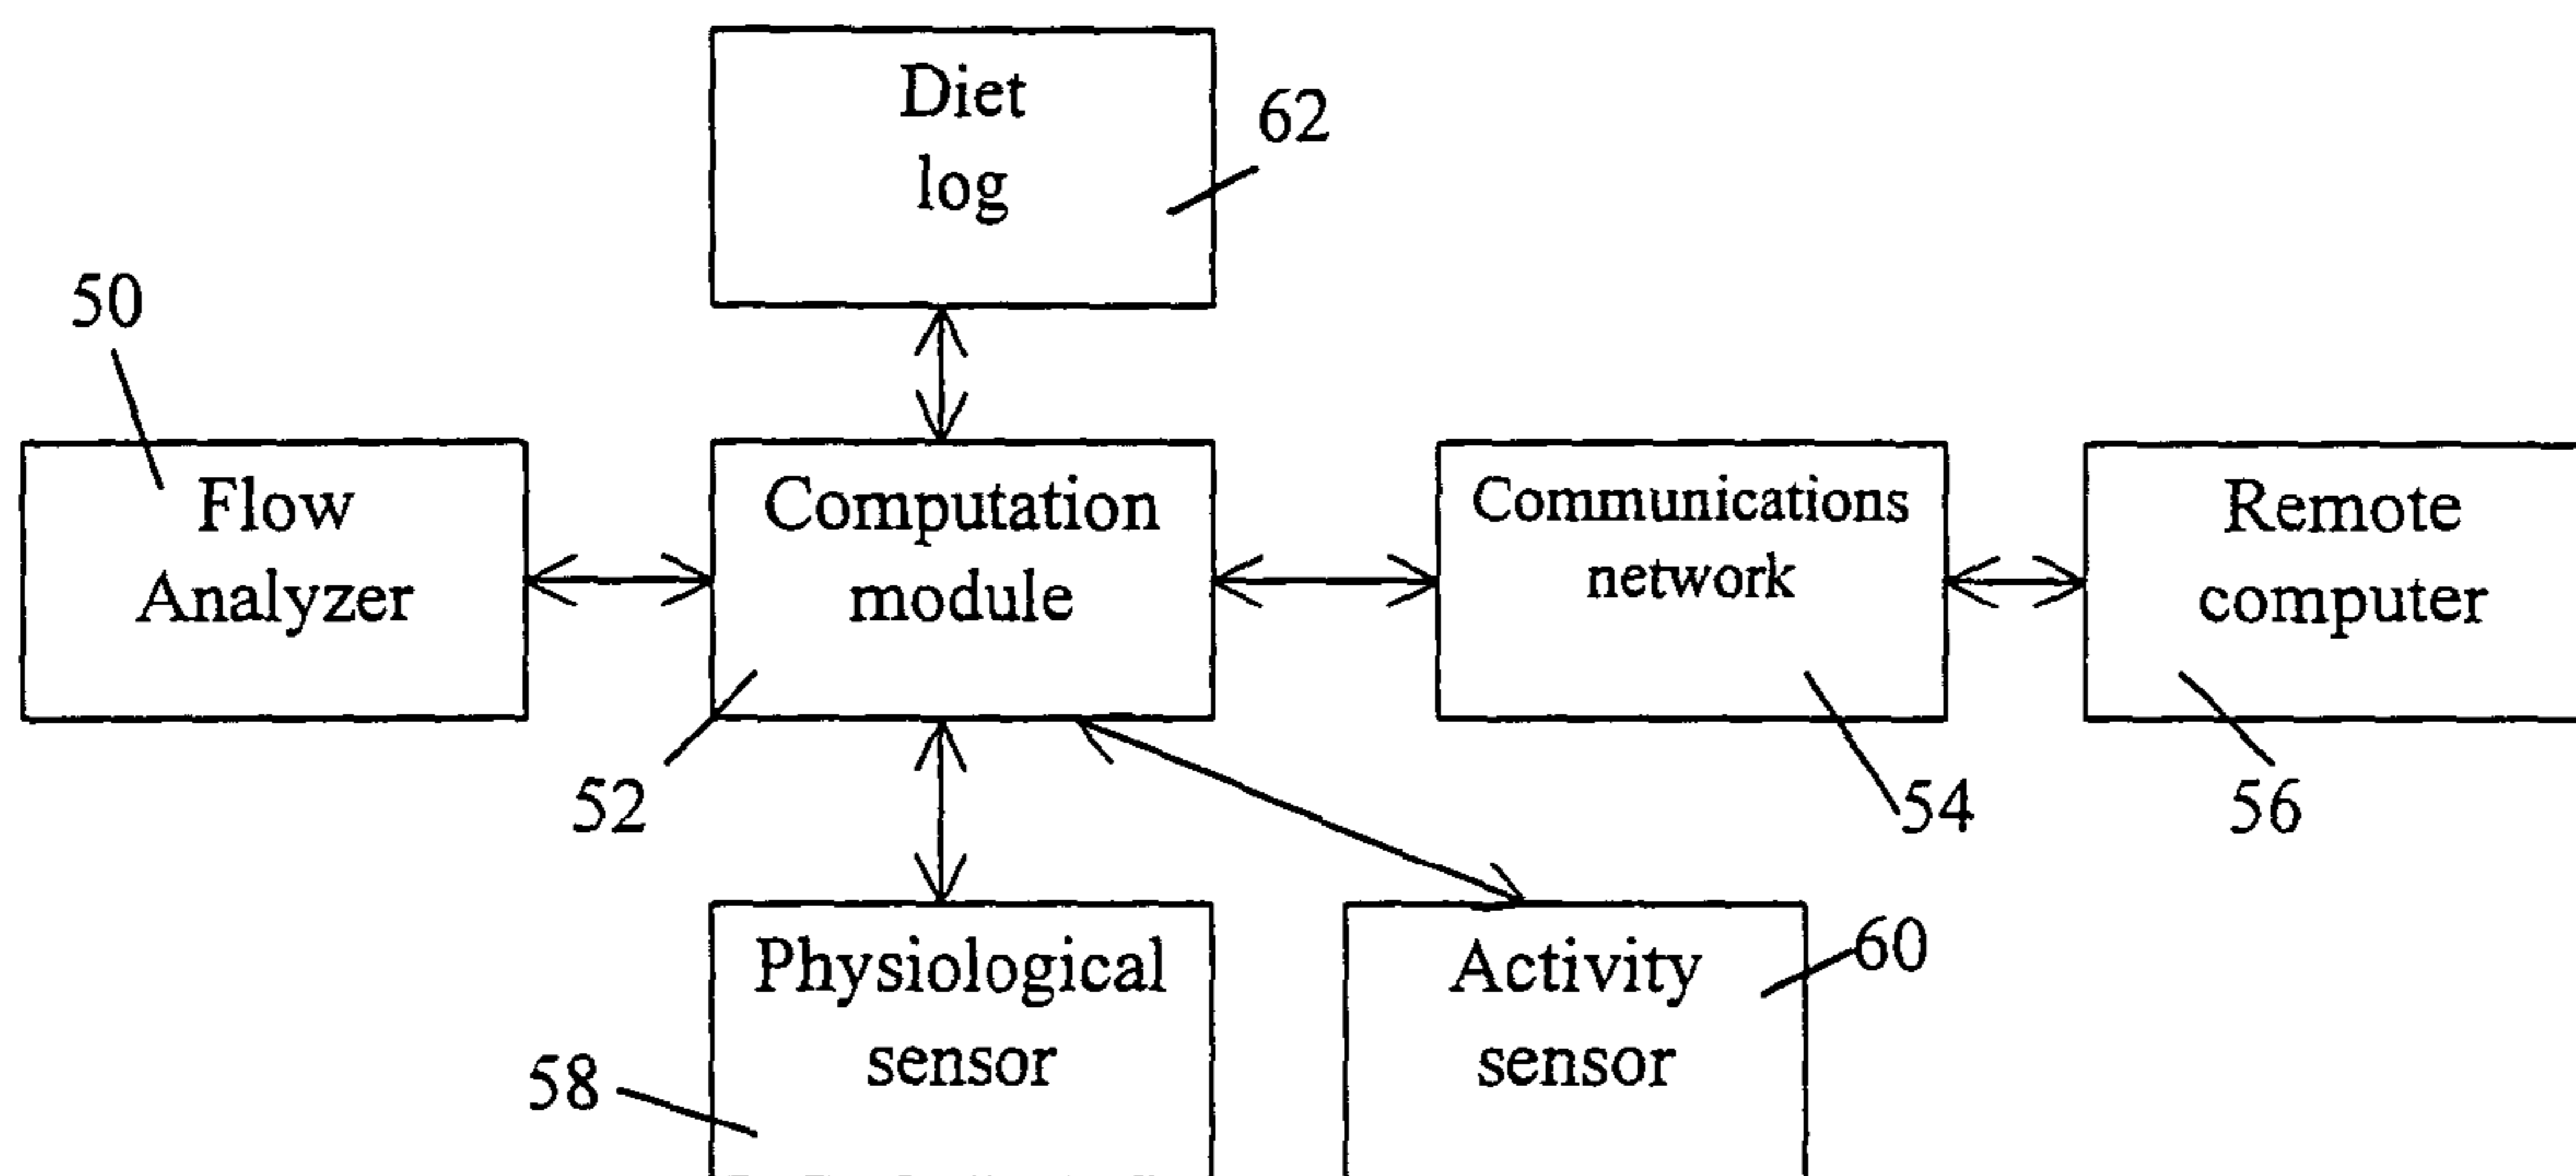 Diet
log
62
50
Flow
Analyzer
Computation
module
Communications
network
Remote
computer
52
54
56
Physiological
sensor
58
Activity
sensor
60